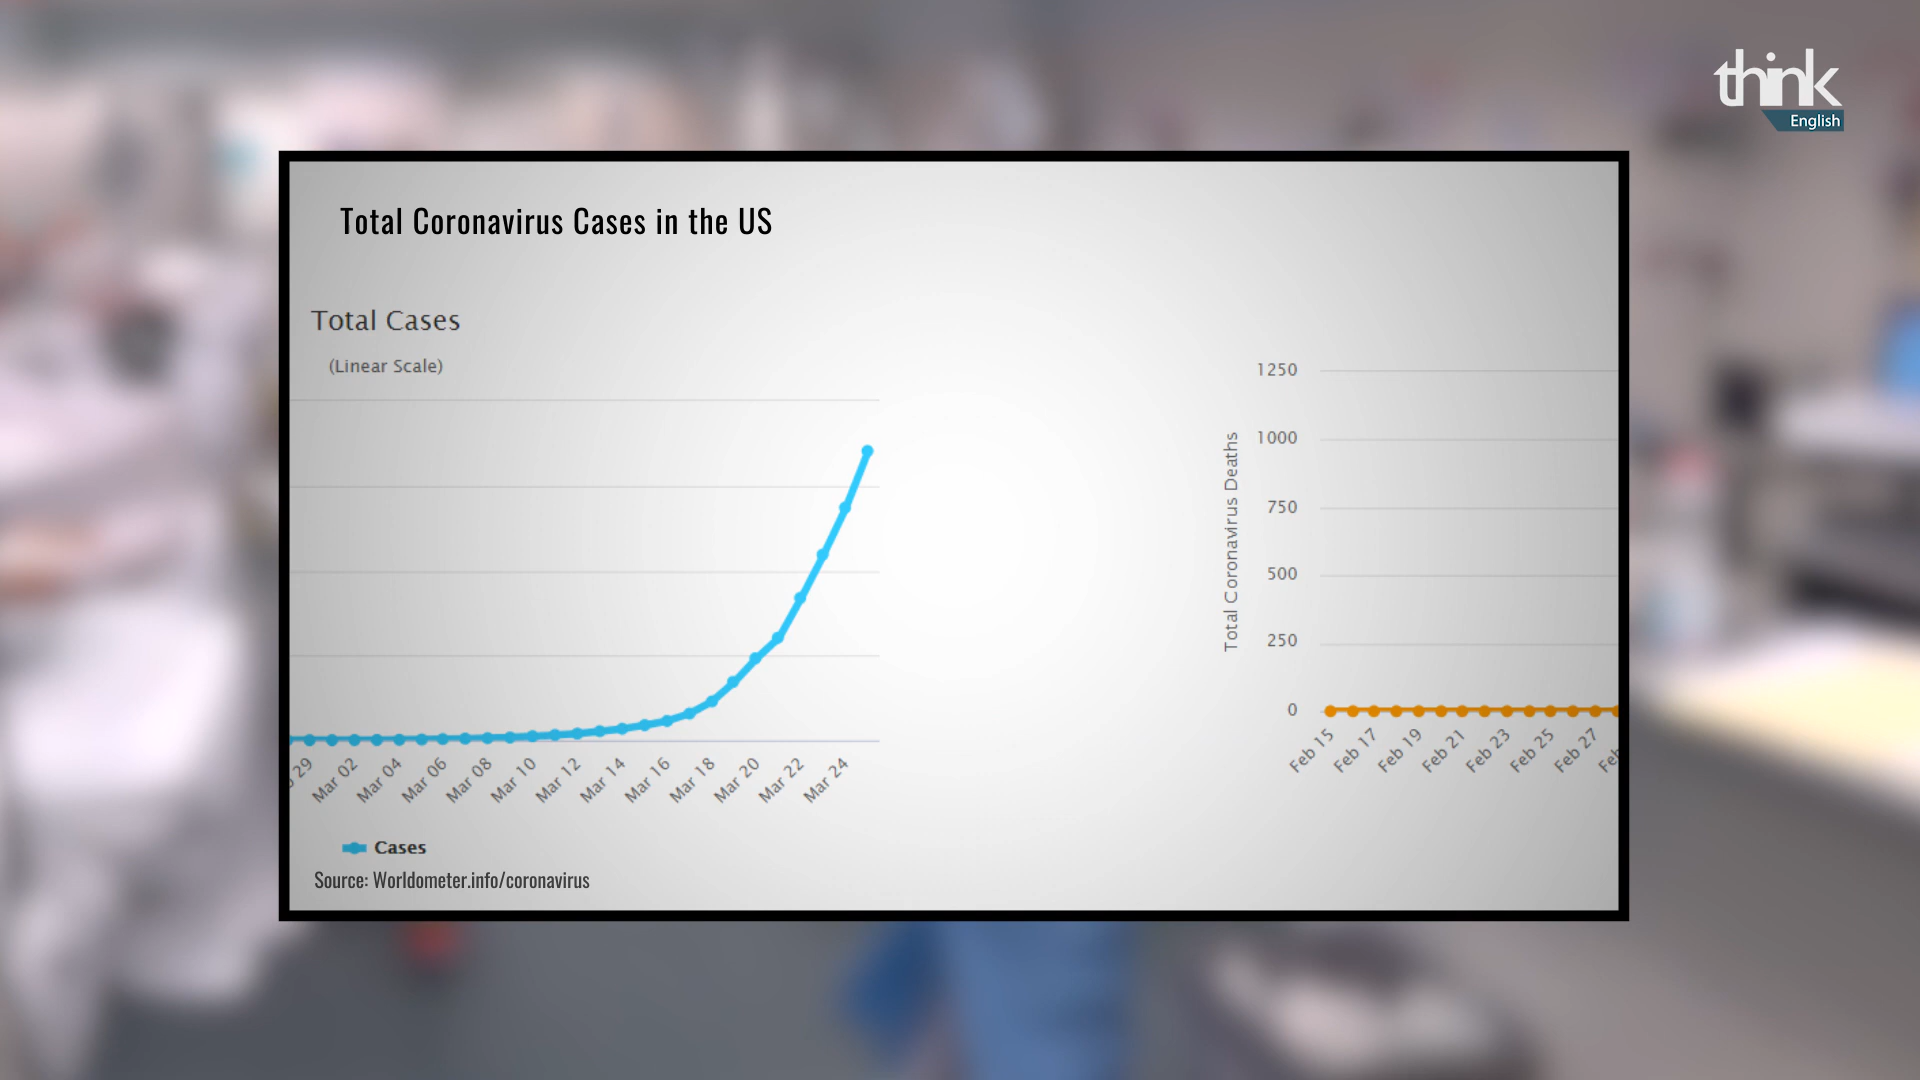 think
English
Total Coronavirus Cases in the US
Total Cases
(Linear Scale)
29
Mar 02
Mar 04
Mar 06
Mar 08
Mar 10
Mar 12
Mar 14
Mar 16
Mar 18
Mar 20
Mar 22
Mar 24
Cases
Source: Worldometer.info/coronavirus
Total Coronavirus Deaths
1250
1000
750
500
250
0
Feb 15
Feb 17
Feb 19
Feb 21
Feb 23
Feb 25
Feb 27